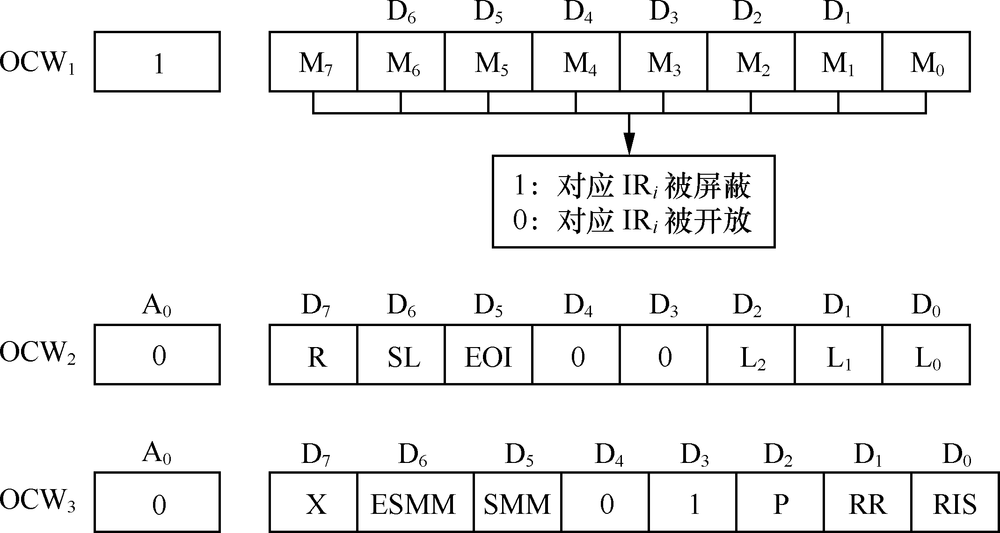 D₆ D₅ D₄ D₃ D₂ D₁
OCW₁ 1 M₇ M₆ M₅ M₄ M₃ M₂ M₁ M₀
1：对应 IRᵢ 被屏蔽
0：对应 IRᵢ 被开放
A₀ D₇ D₆ D₅ D₄ D₃ D₂ D₁ D₀
OCW₂ 0 R SL EOI 0 0 L₂ L₁ L₀
A₀ D₇ D₆ D₅ D₄ D₃ D₂ D₁ D₀
OCW₃ 0 X ESMM SMM 0 1 P RR RIS